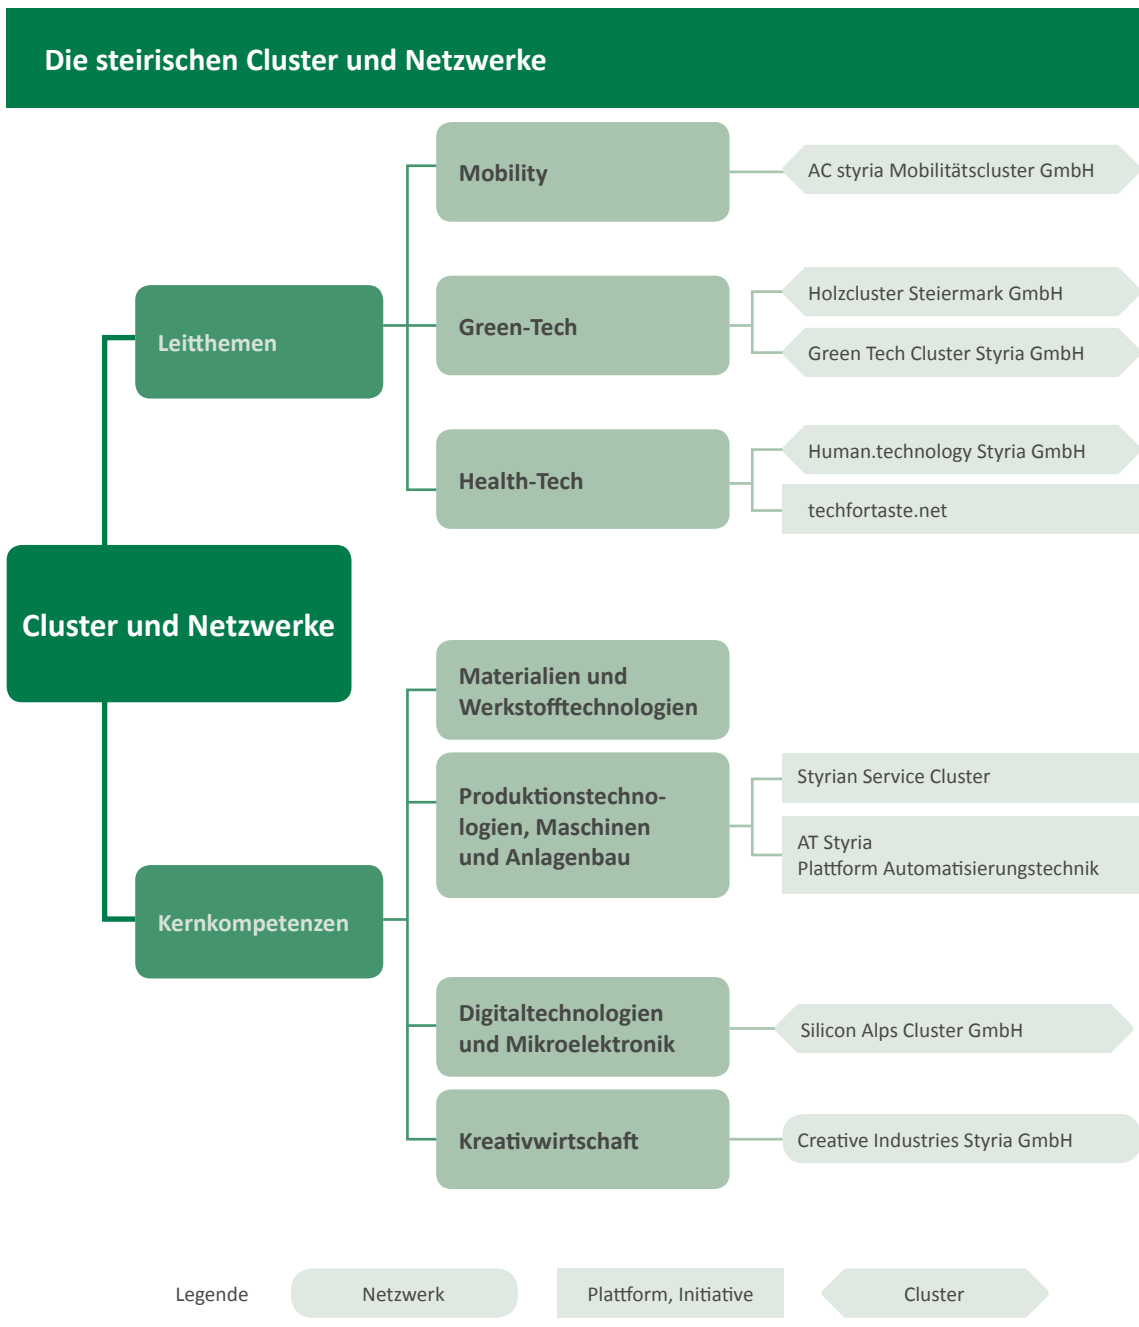 Die steirischen Cluster und Netzwerke
Mobility
AC styria Mobilitätscluster GmbH
Leitthemen
Green-Tech
Holzcluster Steiermark GmbH
Green Tech Cluster Styria GmbH
Health-Tech
Human.technology Styria GmbH
techfortaste.net
Cluster und Netzwerke
Materialien und
Werkstofftechnologien
Produktionstechno-
logien, Maschinen
und Anlagenbau
Styrian Service Cluster
AT Styria
Plattform Automatisierungstechnik
Kernkompetenzen
Digitaltechnologien
und Mikroelektronik
Silicon Alps Cluster GmbH
Kreativwirtschaft
Creative Industries Styria GmbH
Legende
Netzwerk
Plattform, Initiative
Cluster